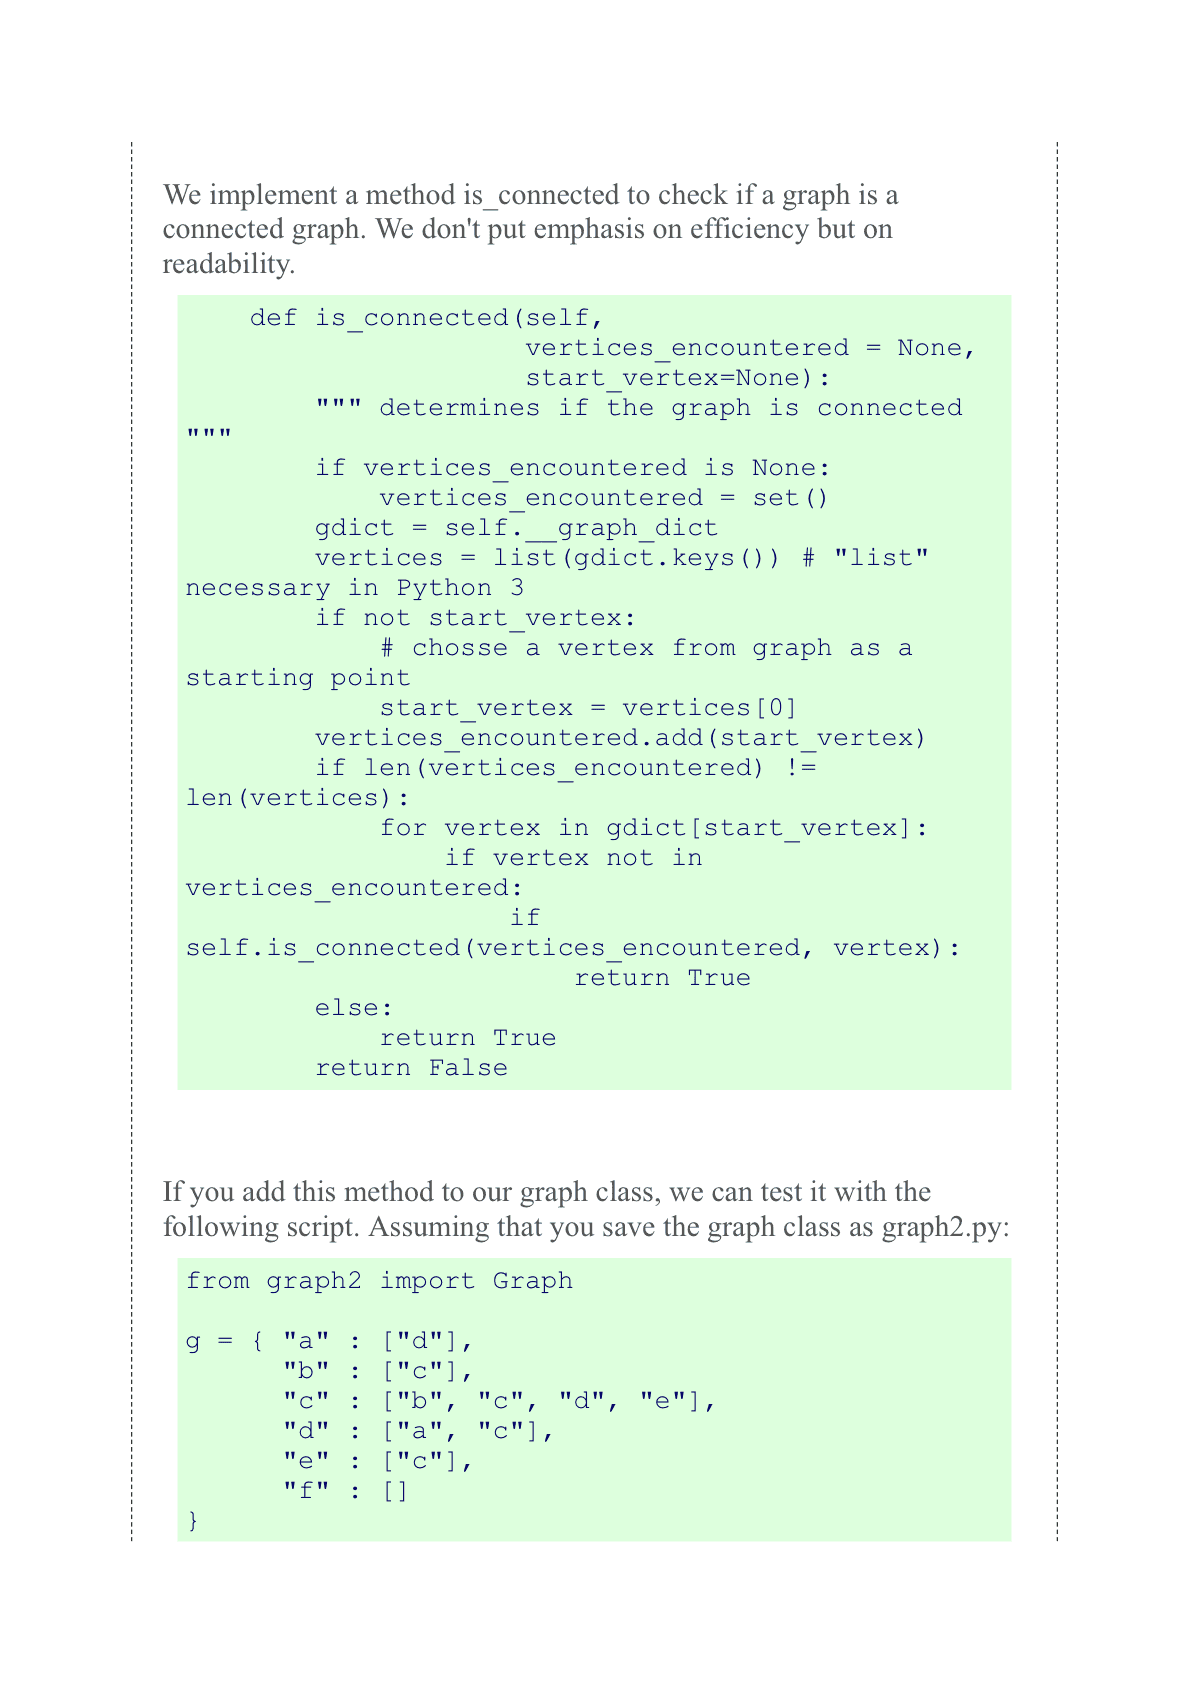 We implement a method is_connected to check if a graph is a
connected graph. We don't put emphasis on efficiency but on
readability.
    def is_connected(self,
                     vertices_encountered = None,
                     start_vertex=None):
        """ determines if the graph is connected
"""
        if vertices_encountered is None:
            vertices_encountered = set()
        gdict = self.__graph_dict
        vertices = list(gdict.keys()) # "list"
necessary in Python 3
        if not start_vertex:
            # chosse a vertex from graph as a
starting point
            start_vertex = vertices[0]
        vertices_encountered.add(start_vertex)
        if len(vertices_encountered) !=
len(vertices):
            for vertex in gdict[start_vertex]:
                if vertex not in
vertices_encountered:
                    if
self.is_connected(vertices_encountered, vertex):
                        return True
        else:
            return True
        return False
If you add this method to our graph class, we can test it with the
following script. Assuming that you save the graph class as graph2.py:
from graph2 import Graph
g = { "a" : ["d"],
      "b" : ["c"],
      "c" : ["b", "c", "d", "e"],
      "d" : ["a", "c"],
      "e" : ["c"],
      "f" : []
}